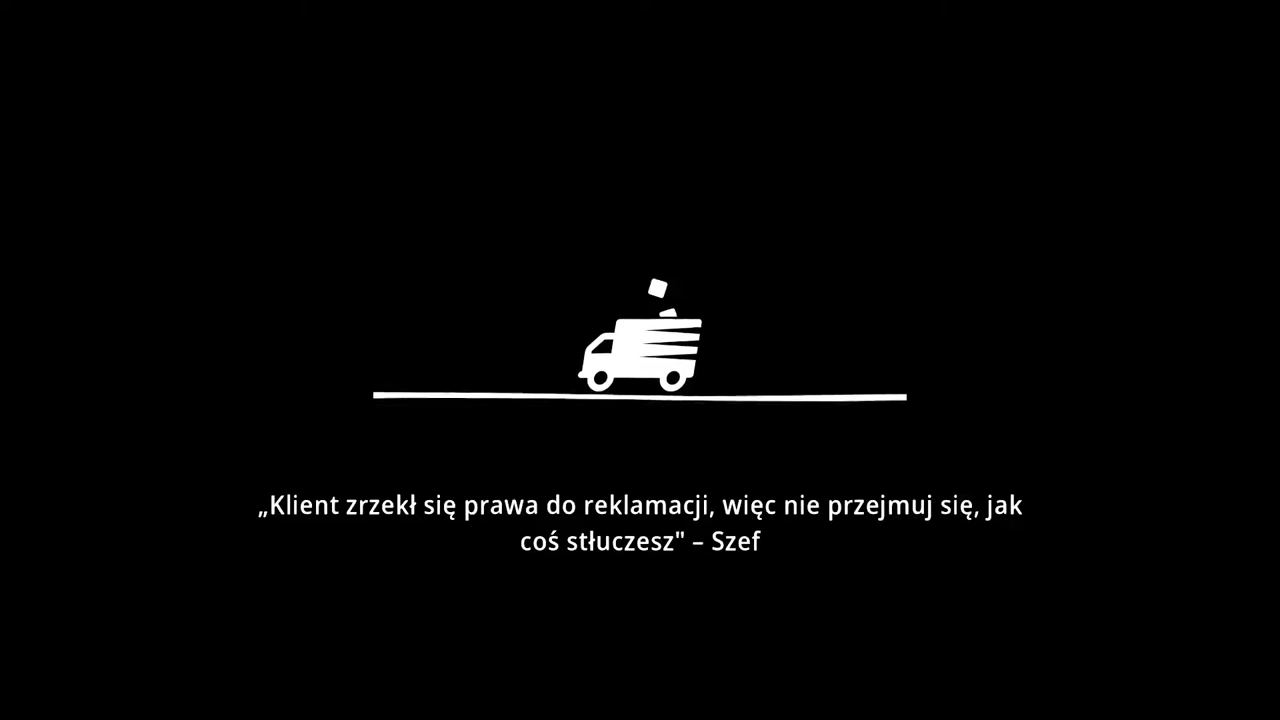 „Klient zrzekł się prawa do reklamacji, więc nie przejmuj się, jak
coś stłuczesz" – Szef